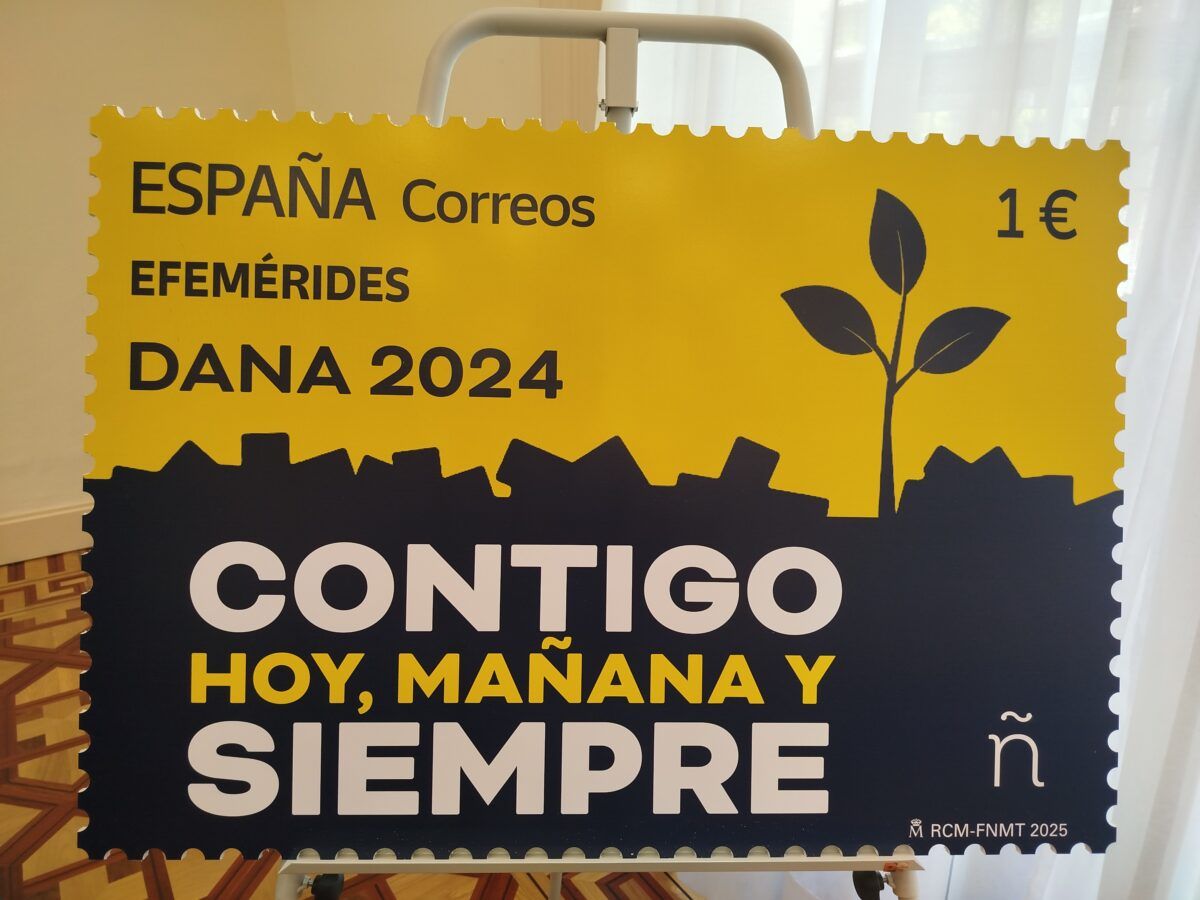 ESPAÑA Correos
1 €
EFEMÉRIDES
DANA 2024
CONTIGO
HOY, MAÑANA Y
SIEMPRE
ñ
M RCM-FNMT 2025